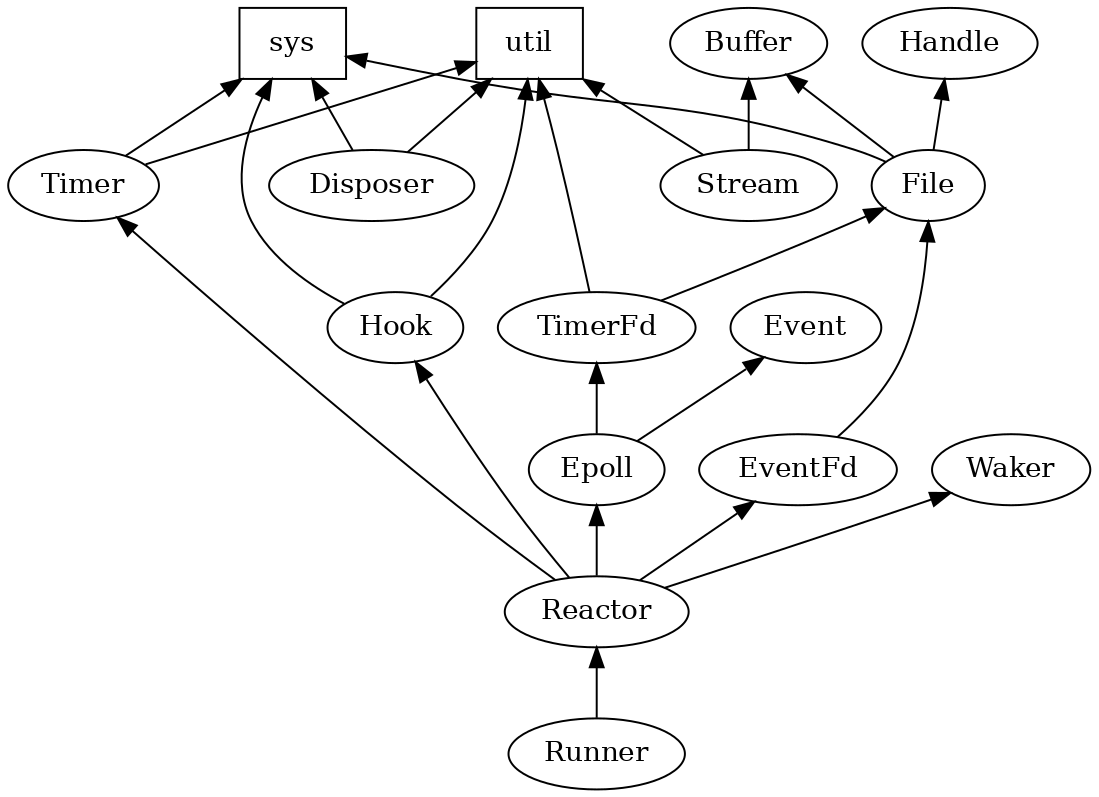 sys
util
Buffer
Handle
Timer
Disposer
Stream
File
Hook
TimerFd
Event
Epoll
EventFd
Waker
Reactor
Runner